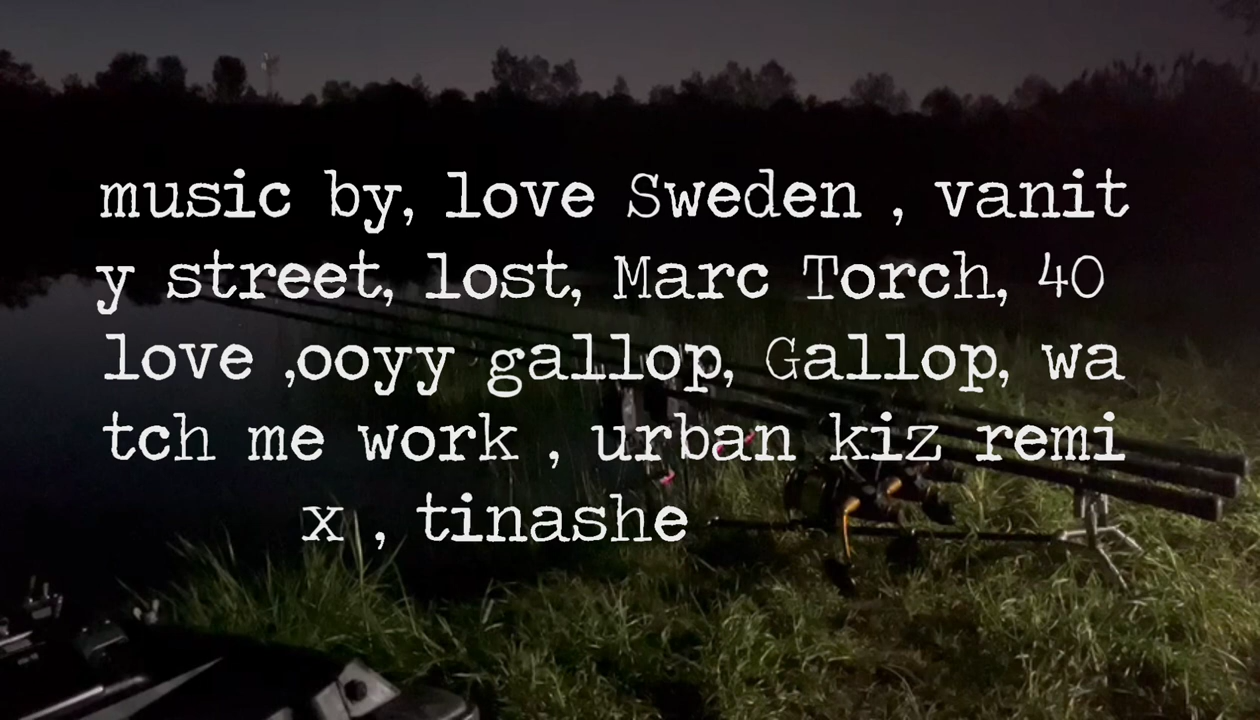 music by, love Sweden , vanit
y street, lost, Marc Torch, 40
love ,ooyy gallop, Gallop, wa
tch me work , urban kiz remi
x , tinashe